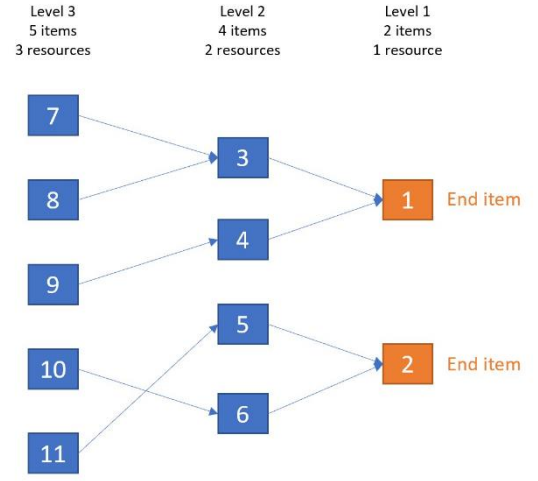 Level 3
5 items
3 resources
Level 2
4 items
2 resources
Level 1
2 items
1 resource
7
8
9
10
11
3
4
5
6
1
End item
2
End item